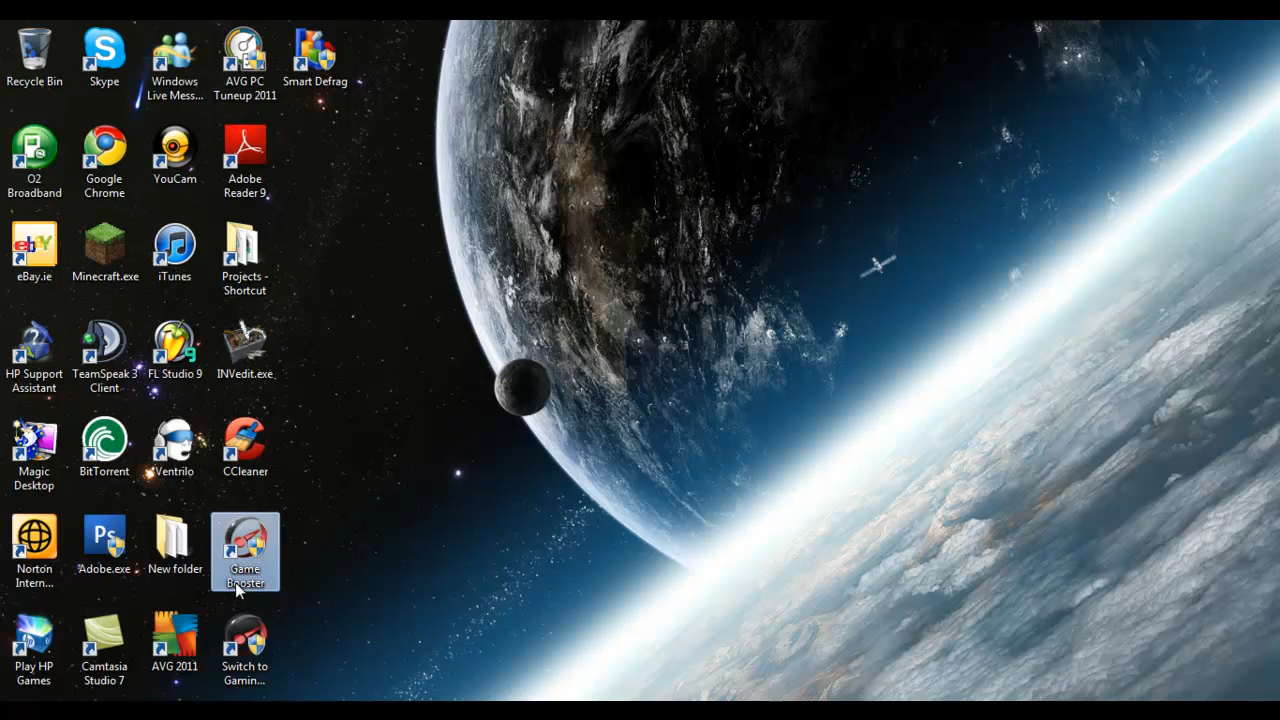 Recycle Bin
Skype
Windows
Live Mess...
AVG PC
Tuneup 2011
Smart Defrag
O2
Broadband
Google
Chrome
YouCam
Adobe
Reader 9
ebY
eBay.ie
Minecraft.exe
iTunes
Projects -
Shortcut
HP Support
Assistant
TeamSpeak 3
Client
9
FL Studio 9
INVedit.exe
Magic
Desktop
BitTorrent
Ventrilo
CCleaner
Norton
Intern...
Ps
Adobe.exe
New folder
Game
Booster
Play HP
Games
Camtasia
Studio 7
AVG 2011
Switch to
Gamin...